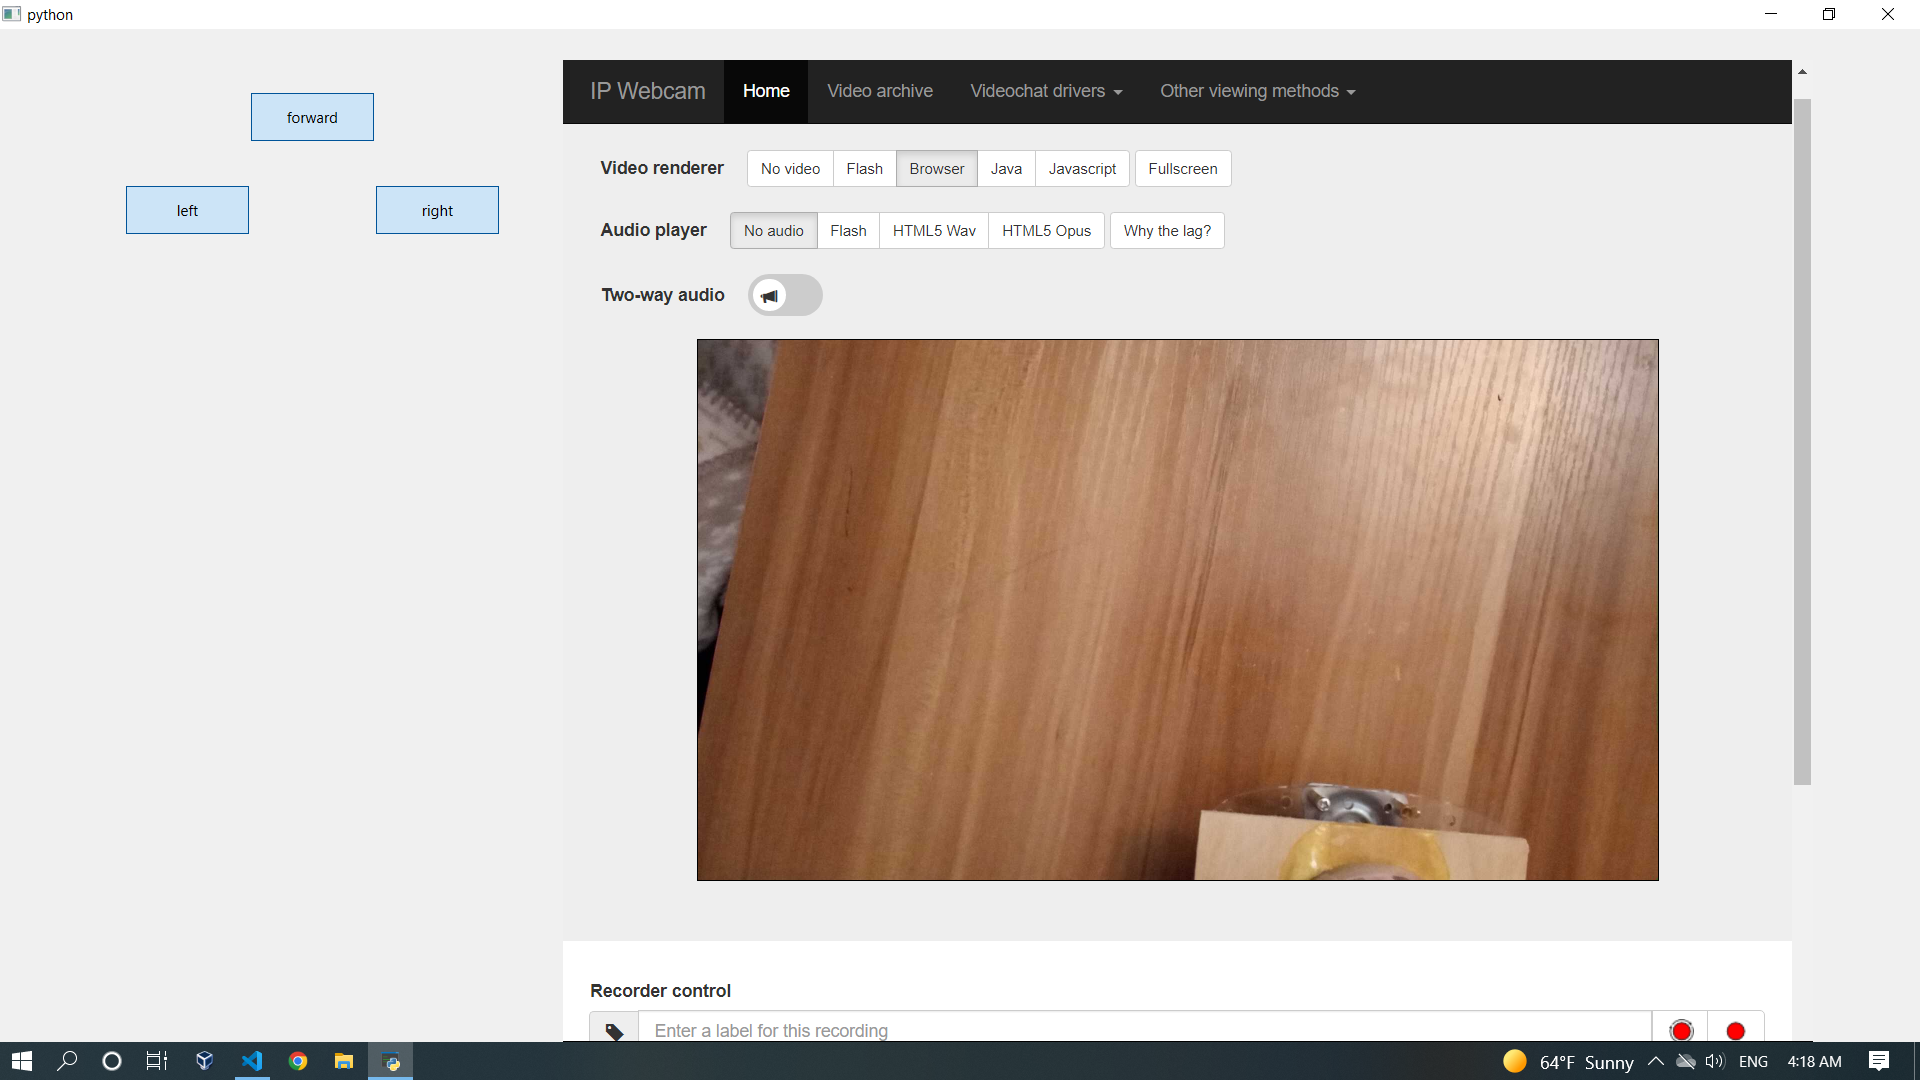 python
forward
left
right
IP Webcam Home Video archive Videochat drivers Other viewing methods
Video renderer No video Flash Browser Java Javascript Fullscreen
Audio player No audio Flash HTML5 Wav HTML5 Opus Why the lag?
Two-way audio
Recorder control
Enter a label for this recording
64°F Sunny ENG 4:18 AM